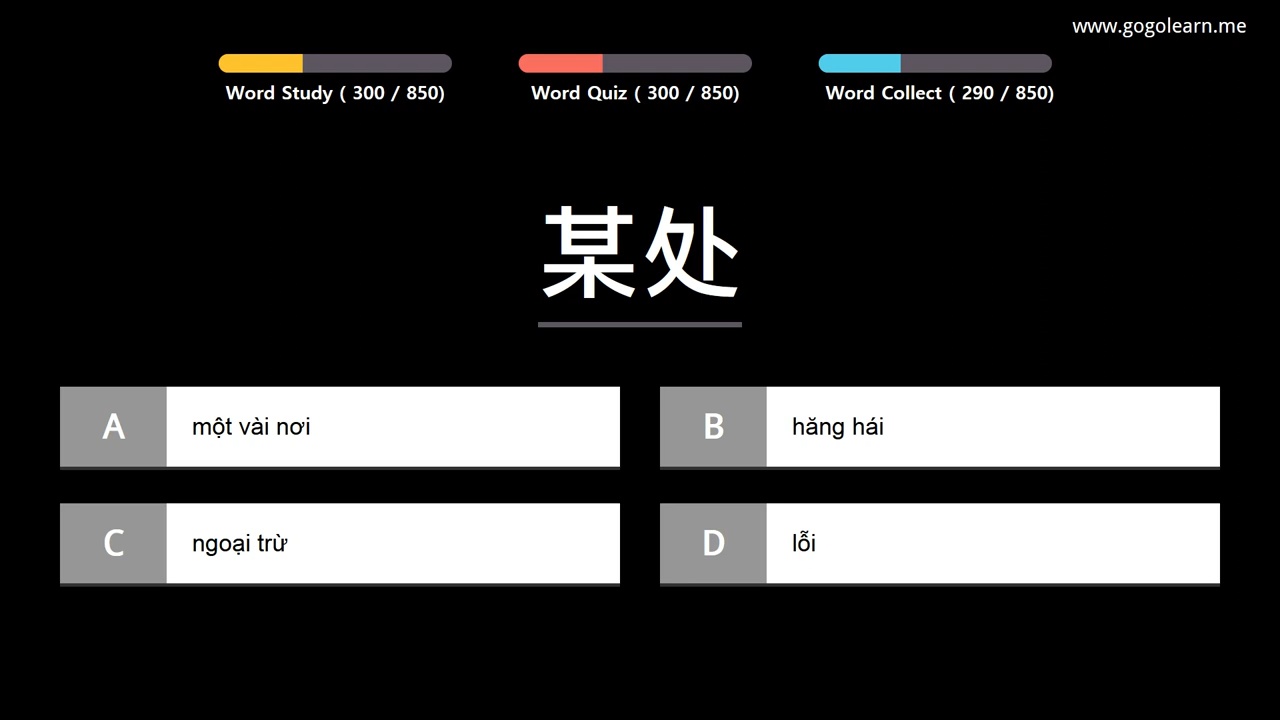 www.gogolearn.me
Word Study ( 300 / 850)
Word Quiz ( 300 / 850)
Word Collect ( 290 / 850)
某处
A
một vài nơi
B
hăng hái
C
ngoại trừ
D
lỗi